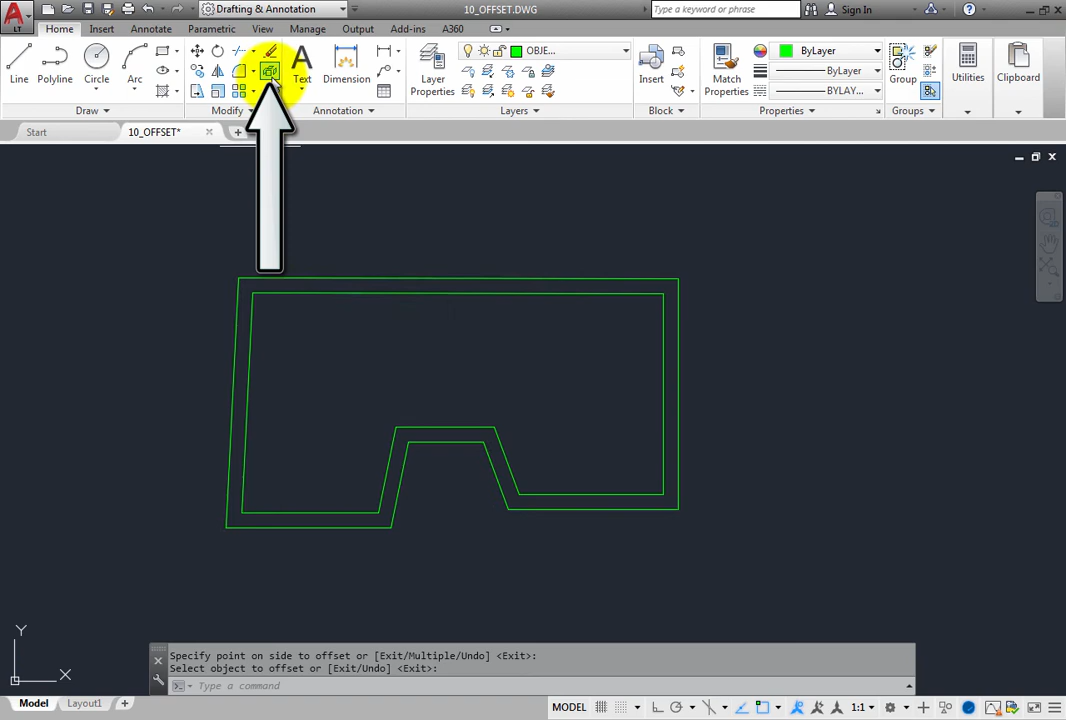 Drafting & Annotation
10_OFFSET.DWG
Type a keyword or phrase
Sign In
Home Insert Annotate Parametric View Manage Output Add-ins A360
LT
Line
Polyline
Circle
Arc
Text
Dimension
Layer
Properties
OBJE...
Insert
Match
Properties
ByLayer
ByLayer
BYLAY...
Group
Utilities
Clipboard
Draw
Modify
Annotation
Layers
Block
Properties
Groups
Start
10_OFFSET*
Y
X
Specify point on side to offset or [Exit/Multiple/Undo] <Exit>:
Select object to offset or [Exit/Undo] <Exit>:
Type a command
Model Layout1
MODEL
1:1